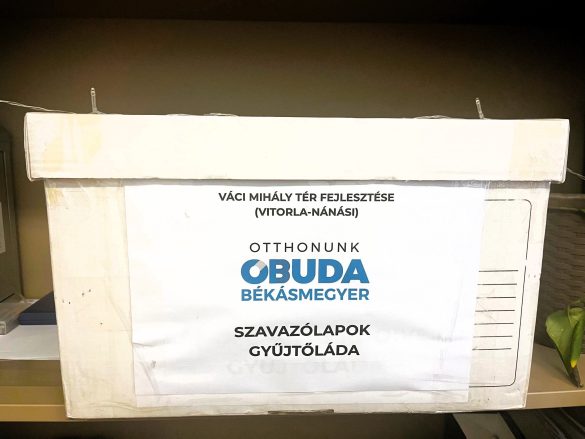 VÁCI MIHÁLY TÉR FEJLESZTÉSE
(VITORLA-NÁNÁSI)
OTTHONUNK
ÓBUDA
BÉKÁSMEGYER
SZAVAZÓLAPOK
GYŰJTŐLÁDA